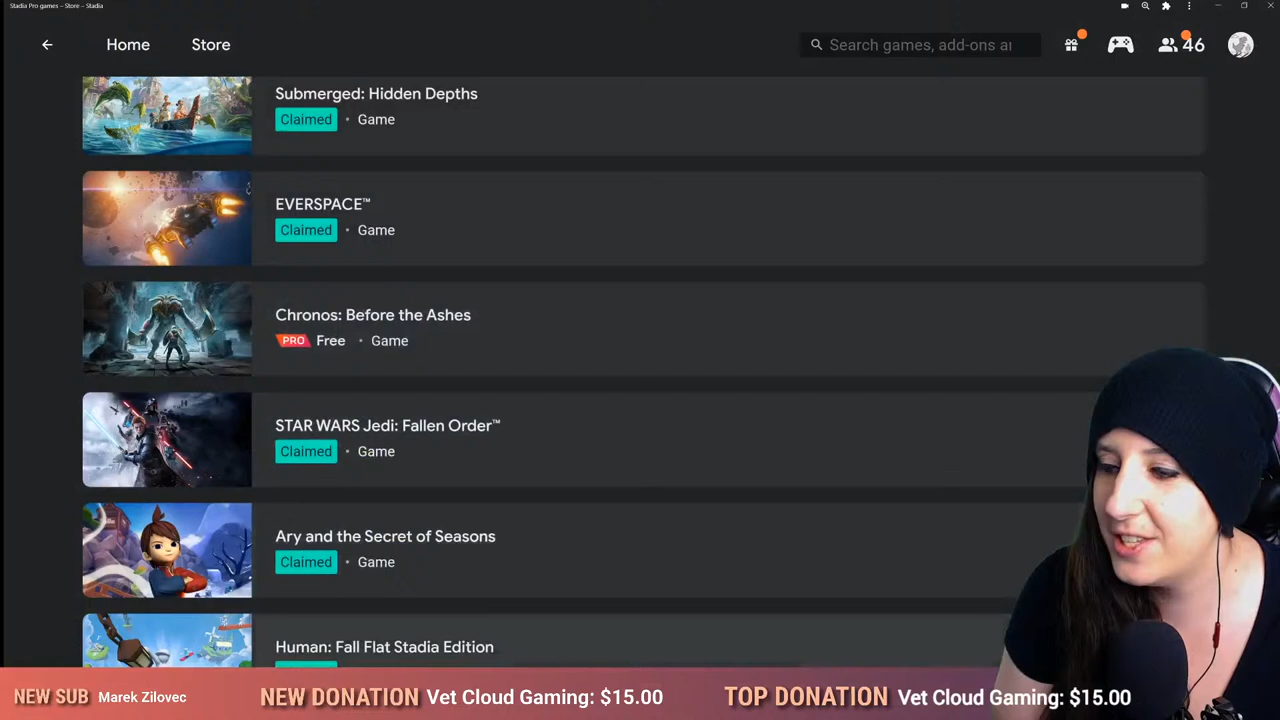 Stadia Pro games – Store – Stadia
Home
Store
Search games, add-ons ar
46
Submerged: Hidden Depths
Claimed • Game
EVERSPACE™
Claimed • Game
Chronos: Before the Ashes
PRO Free • Game
STAR WARS Jedi: Fallen Order™
Claimed • Game
Ary and the Secret of Seasons
Claimed • Game
Human: Fall Flat Stadia Edition
NEW SUB Marek Zilovec
NEW DONATION Vet Cloud Gaming: $15.00
TOP DONATION Vet Cloud Gaming: $15.00